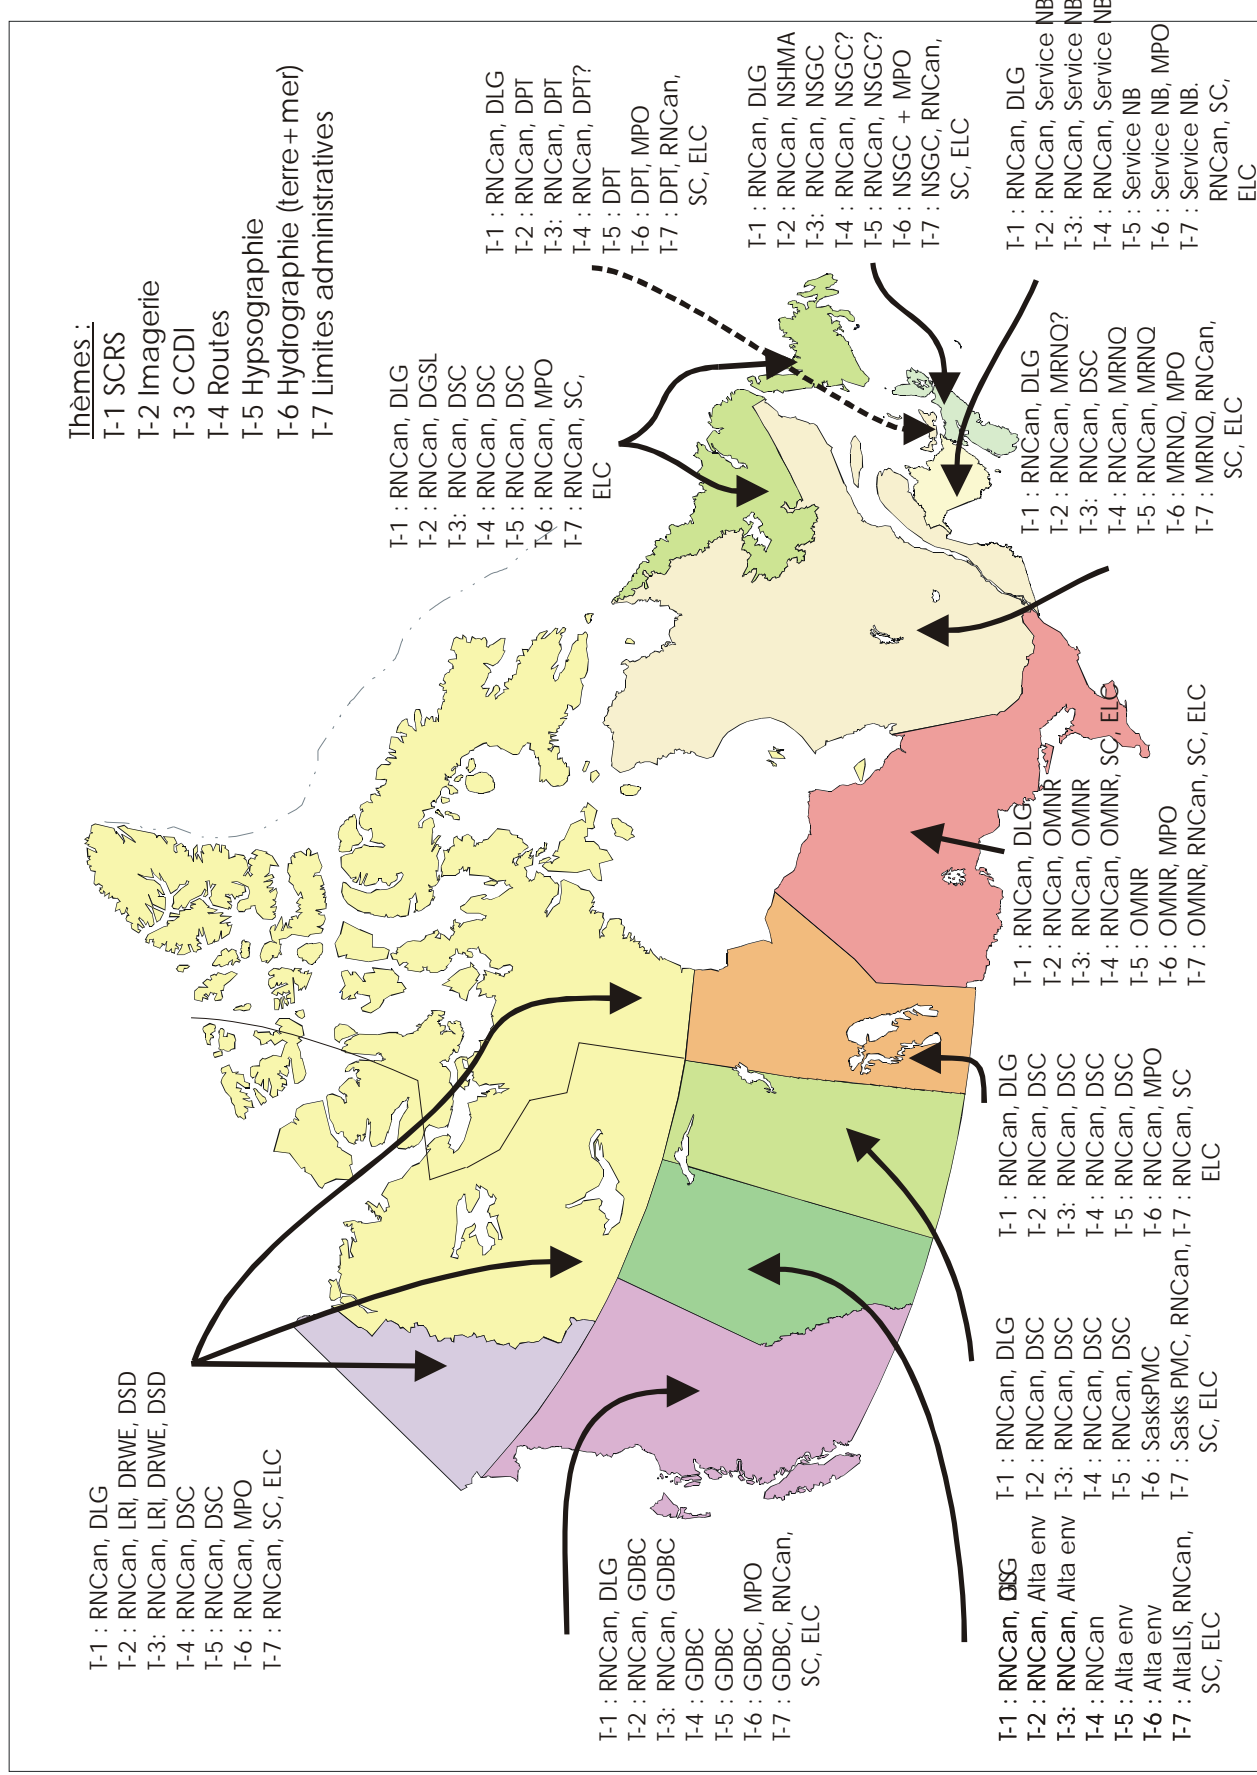 Thèmes :
T-1 SCRS
T-2 Imagerie
T-3 CCDI
T-4 Routes
T-5 Hypsographie
T-6 Hydrographie (terre+mer)
T-7 Limites administratives
T-1 : RNCan, DLG
T-2 : RNCan, LRI, DRWE, DSD
T-3: RNCan, LRI, DRWE, DSD
T-4 : RNCan, DSC
T-5 : RNCan, DSC
T-6 : RNCan, MPO
T-7 : RNCan, SC, ELC
T-1 : RNCan, DLG
T-2 : RNCan, DGSL
T-3: RNCan, DSC
T-4 : RNCan, DSC
T-5 : RNCan, DSC
T-6 : RNCan, MPO
T-7 : RNCan, SC,
ELC
T-1 : RNCan, DLG
T-2 : RNCan, DPT
T-3: RNCan, DPT
T-4 : RNCan, DPT?
T-5 : DPT
T-6 : DPT, MPO
T-7 : DPT, RNCan,
SC, ELC
T-1 : RNCan, DLG
T-2 : RNCan, NSHMA
T-3: RNCan, NSGC
T-4 : RNCan, NSGC?
T-5 : RNCan, NSGC?
T-6 : NSGC + MPO
T-7 : NSGC, RNCan,
SC, ELC
T-1 : RNCan, DLG
T-2 : RNCan, Service NB
T-3: RNCan, Service NB
T-4 : RNCan, Service NB
T-5 : Service NB
T-6 : Service NB, MPO
T-7 : Service NB.
RNCan, SC,
ELC
T-1 : RNCan, DLG
T-2 : RNCan, MRNQ?
T-3: RNCan, DSC
T-4 : RNCan, MRNQ
T-5 : RNCan, MRNQ
T-6 : MRNQ, MPO
T-7 : MRNQ, RNCan,
SC, ELC
T-1 : RNCan, DLG
T-2 : RNCan, OMNR
T-3: RNCan, OMNR
T-4 : RNCan, OMNR, SC, ELC
T-5 : OMNR
T-6 : OMNR, MPO
T-7 : OMNR, RNCan, SC, ELC
T-1 : RNCan, DLG
T-2 : RNCan, DSC
T-3: RNCan, DSC
T-4 : RNCan, DSC
T-5 : RNCan, DSC
T-6 : RNCan, MPO
T-7 : RNCan, SC
ELC
T-1 : RNCan, DLG
T-2 : RNCan, DSC
T-3: RNCan, DSC
T-4 : RNCan, DSC
T-5 : RNCan, DSC
T-6 : SasksPMC
T-7 : Sasks PMC, RNCan,
SC, ELC
T-1 : RNCan,
T-2 : RNCan, Alta env
T-3: RNCan, Alta env
T-4 : RNCan
T-5 : Alta env
T-6 : Alta env
T-7 : AltaLIS, RNCan,
SC, ELC
T-1 : RNCan, DLG
T-2 : RNCan, GDBC
T-3: RNCan, GDBC
T-4 : GDBC
T-5 : GDBC
T-6 : GDBC, MPO
T-7 : GDBC, RNCan,
SC, ELC